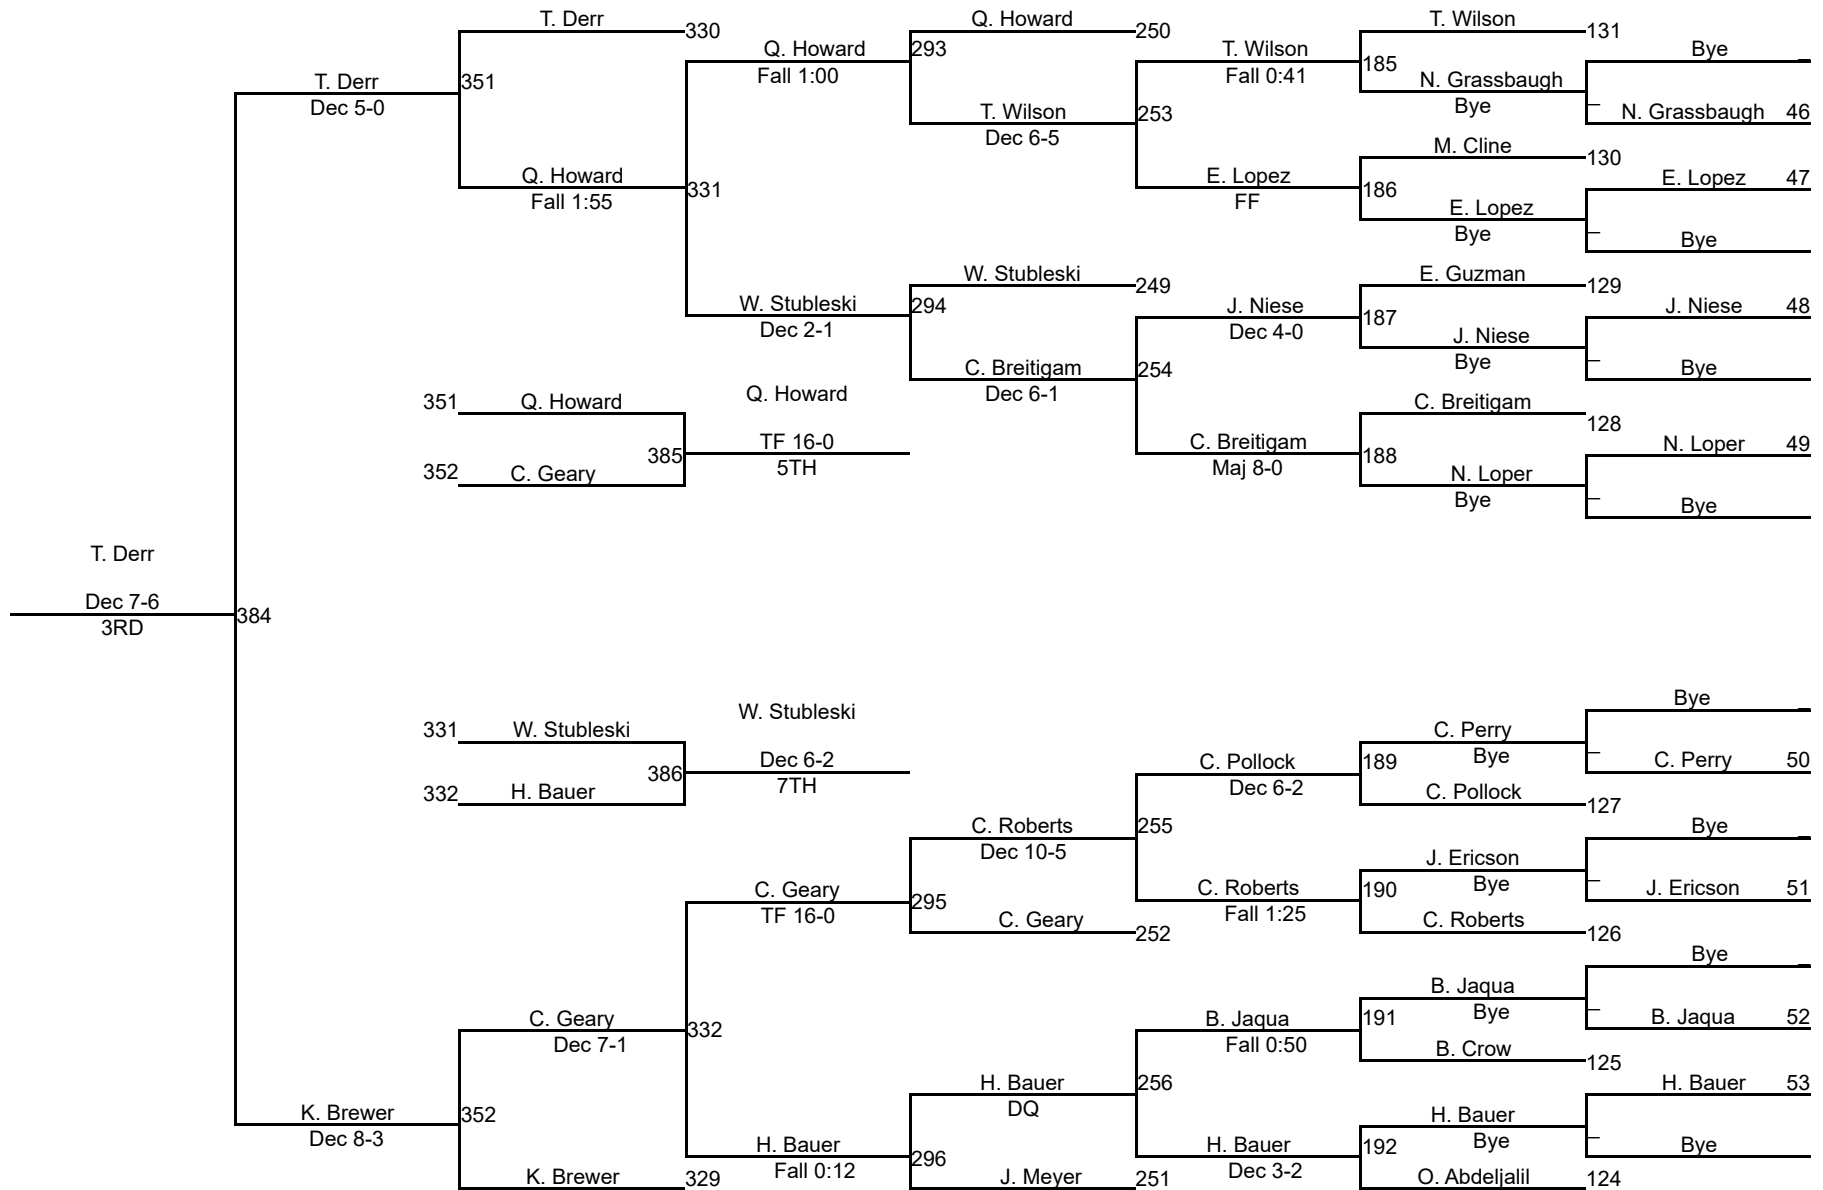 T. Derr
330
Q. Howard
250
T. Wilson
131
Q. Howard
293
T. Wilson
Bye
_
Fall 1:00
Fall 0:41
185
T. Derr
351
N. Grassbaugh
Dec 5-0
Bye
_
T. Wilson
253
N. Grassbaugh
46
Dec 6-5
M. Cline
130
Q. Howard
E. Lopez
E. Lopez
47
Fall 1:55
331
FF
186
E. Lopez
Bye
_
Bye
W. Stubleski
249
E. Guzman
129
W. Stubleski
294
J. Niese
J. Niese
48
Dec 2-1
Dec 4-0
187
J. Niese
Bye
_
C. Breitigam
254
Bye
Dec 6-1
351
Q. Howard
Q. Howard
C. Breitigam
128
385
TF 16-0
C. Breitigam
N. Loper
49
5TH
Maj 8-0
188
352
C. Geary
N. Loper
Bye
_
Bye
T. Derr
Dec 7-6
384
3RD
W. Stubleski
Bye
_
331
W. Stubleski
C. Perry
Bye
_
386
Dec 6-2
C. Pollock
189
C. Perry
50
7TH
Dec 6-2
332
H. Bauer
C. Pollock
127
C. Roberts
255
Bye
_
Dec 10-5
J. Ericson
Bye
_
C. Geary
295
C. Roberts
190
J. Ericson
51
TF 16-0
Fall 1:25
C. Geary
252
C. Roberts
126
Bye
_
B. Jaqua
Bye
_
C. Geary
332
B. Jaqua
191
B. Jaqua
52
Dec 7-1
Fall 0:50
B. Crow
125
H. Bauer
256
H. Bauer
53
DQ
K. Brewer
352
H. Bauer
Dec 8-3
Bye
_
H. Bauer
296
H. Bauer
192
Bye
Fall 0:12
Dec 3-2
K. Brewer
329
J. Meyer
251
O. Abdeljalil
124